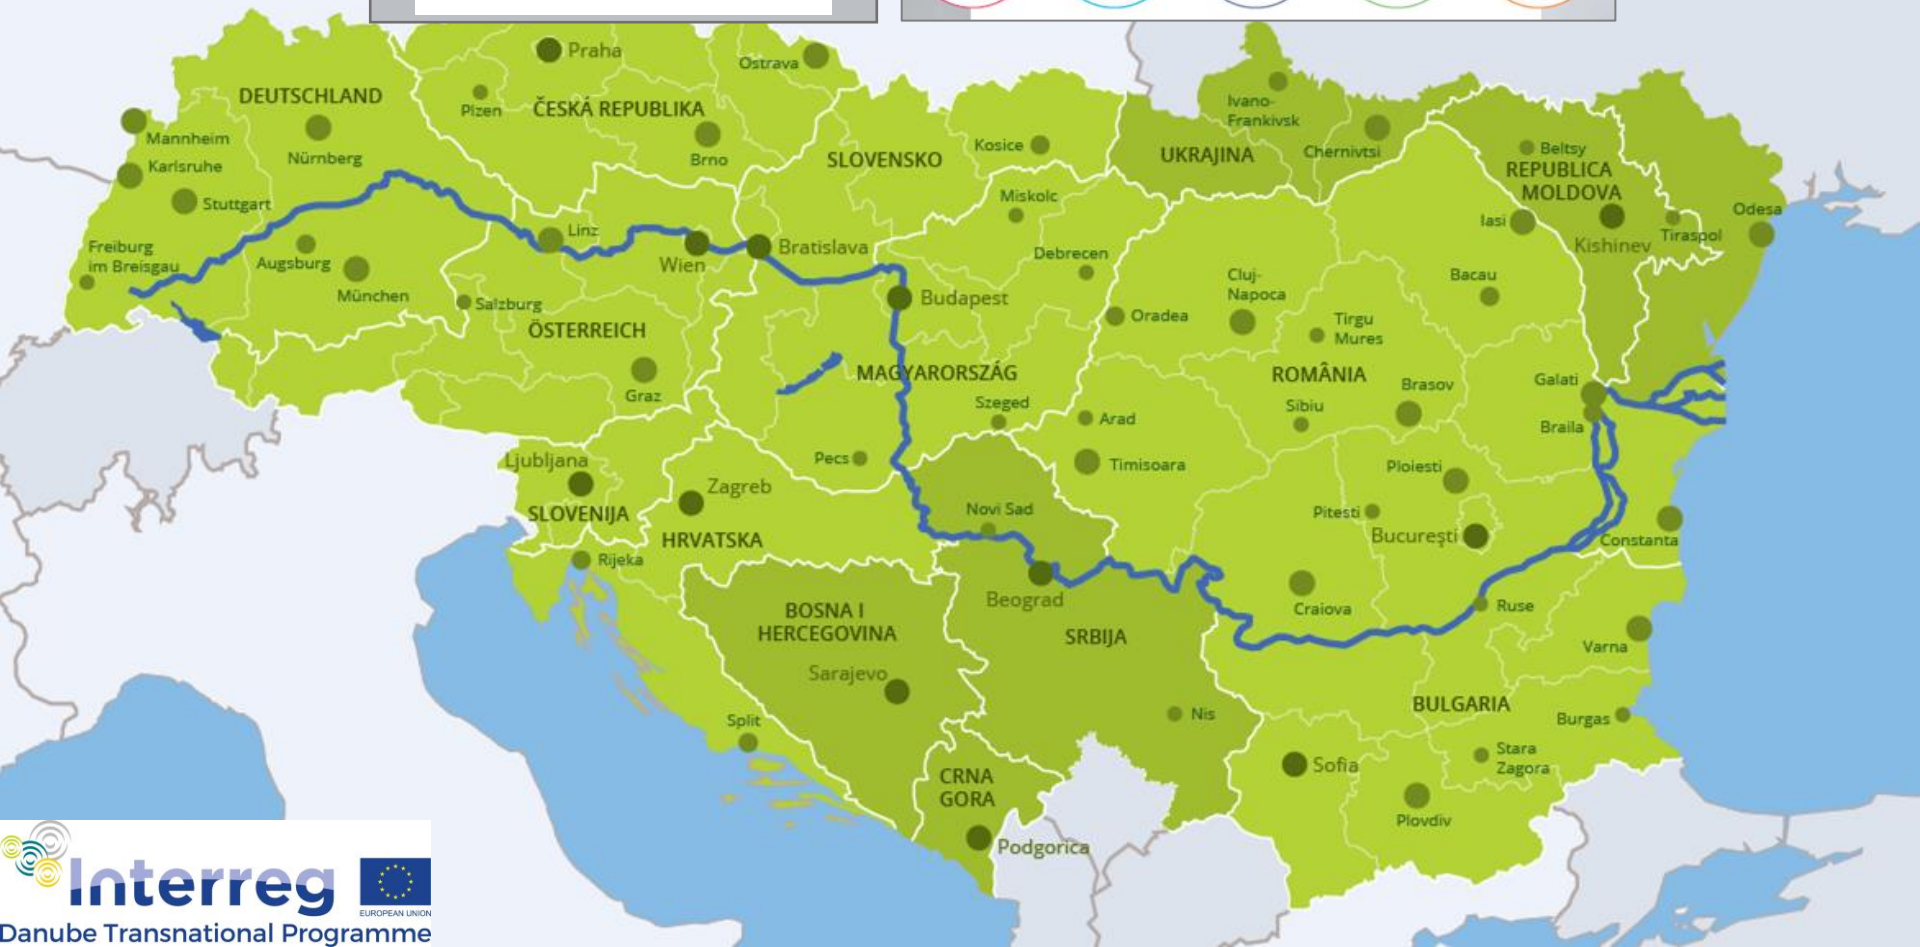 Praha
Ostrava
DEUTSCHLAND
Plzen
ČESKÁ REPUBLIKA
Mannheim
Nürnberg
Brno
Karlsruhe
Stuttgart
SLOVENSKO
Kosice
UKRAJINA
Ivano-
Frankivsk
Chernivtsi
Beltsy
REPUBLICA
MOLDOVA
Iasi
Kishinev
Tiraspol
Odesa
Freiburg
im Breisgau
Augsburg
München
Linz
Wien
Bratislava
Miskolc
Debrecen
Salzburg
ÖSTERREICH
Graz
Budapest
MAGYARORSZÁG
Szeged
Pecs
Oradea
Cluj-
Napoca
Tirgu
Mures
Bacau
ROMÂNIA
Arad
Timisoara
Sibiu
Brasov
Galati
Braila
Ploiesti
Pitesti
Bucureşti
Constanta
Craiova
Ljubljana
SLOVENIJA
Zagreb
HRVATSKA
Rijeka
Novi Sad
Beograd
BOSNA I
HERCEGOVINA
Sarajevo
SRBIJA
Nis
Split
CRNA
GORA
Podgorica
Ruse
Varna
BULGARIA
Burgas
Sofia
Stara
Zagora
Plovdiv
Interreg
EUROPEAN UNION
Danube Transnational Programme